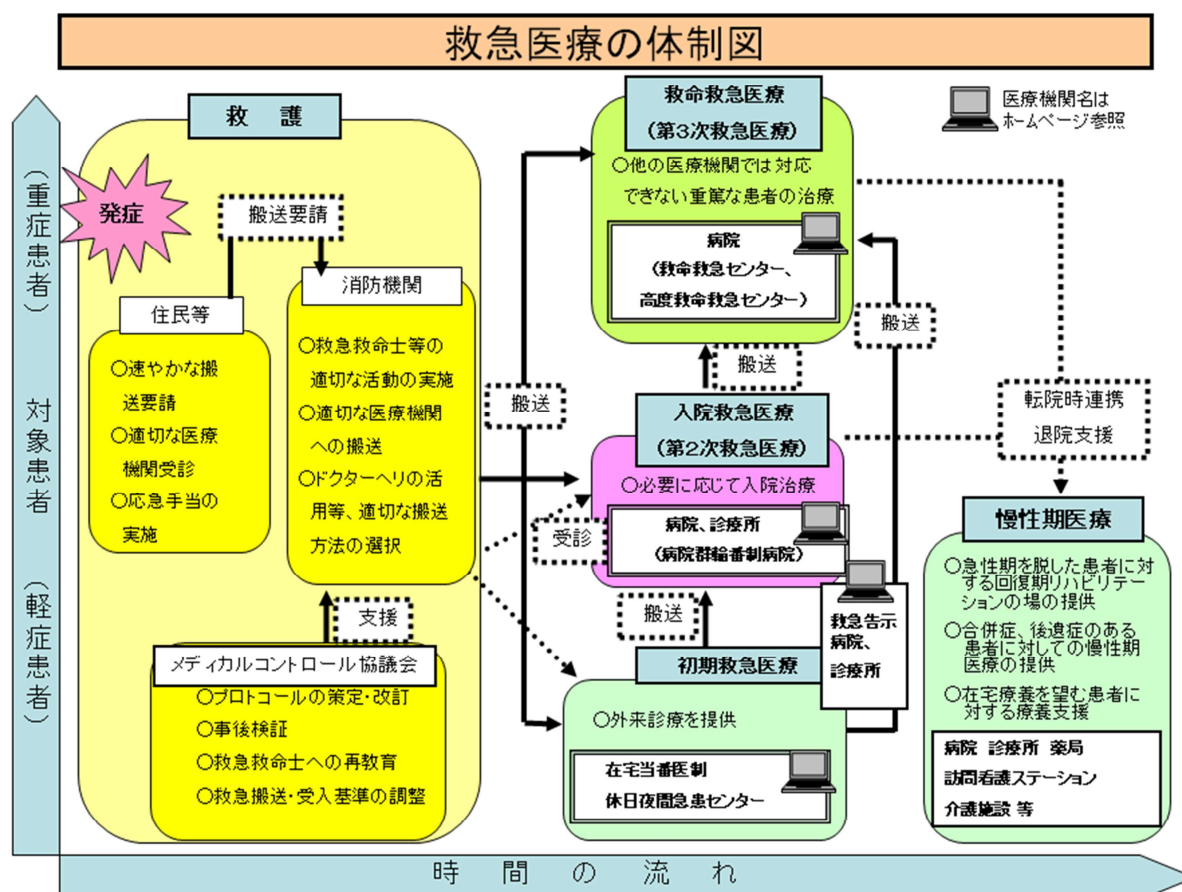 救急医療の体制図
医療機関名は
ホームページ参照
(重症患者)
対象患者
(軽症患者)
時間の流れ
救護
発症
搬送要請
住民等
○速やかな搬
送要請
○適切な医療
機関受診
○応急手当の
実施
消防機関
○救急救命士等の
適切な活動の実施
○適切な医療機関
への搬送
○ドクターヘリの活
用等、適切な搬送
方法の選択
支援
メディカルコントロール協議会
○プロトコールの策定・改訂
○事後検証
○救急救命士への再教育
○救急搬送・受入基準の調整
搬送
受診
救命救急医療
(第3次救急医療)
○他の医療機関では対応
できない重篤な患者の治療
病院
(救命救急センター、
高度救命救急センター)
搬送
搬送
入院救急医療
(第2次救急医療)
○必要に応じて入院治療
病院、診療所
(病院群輪番制病院)
搬送
救急告示
病院、
診療所
初期救急医療
○外来診療を提供
在宅当番医制
休日夜間急患センター
転院時連携
退院支援
慢性期医療
○急性期を脱した患者に対
する回復期リハビリテー
ションの場の提供
○合併症、後遺症のある
患者に対しての慢性期
医療の提供
○在宅療養を望む患者に
対する療養支援
病院 診療所 薬局
訪問看護ステーション
介護施設 等